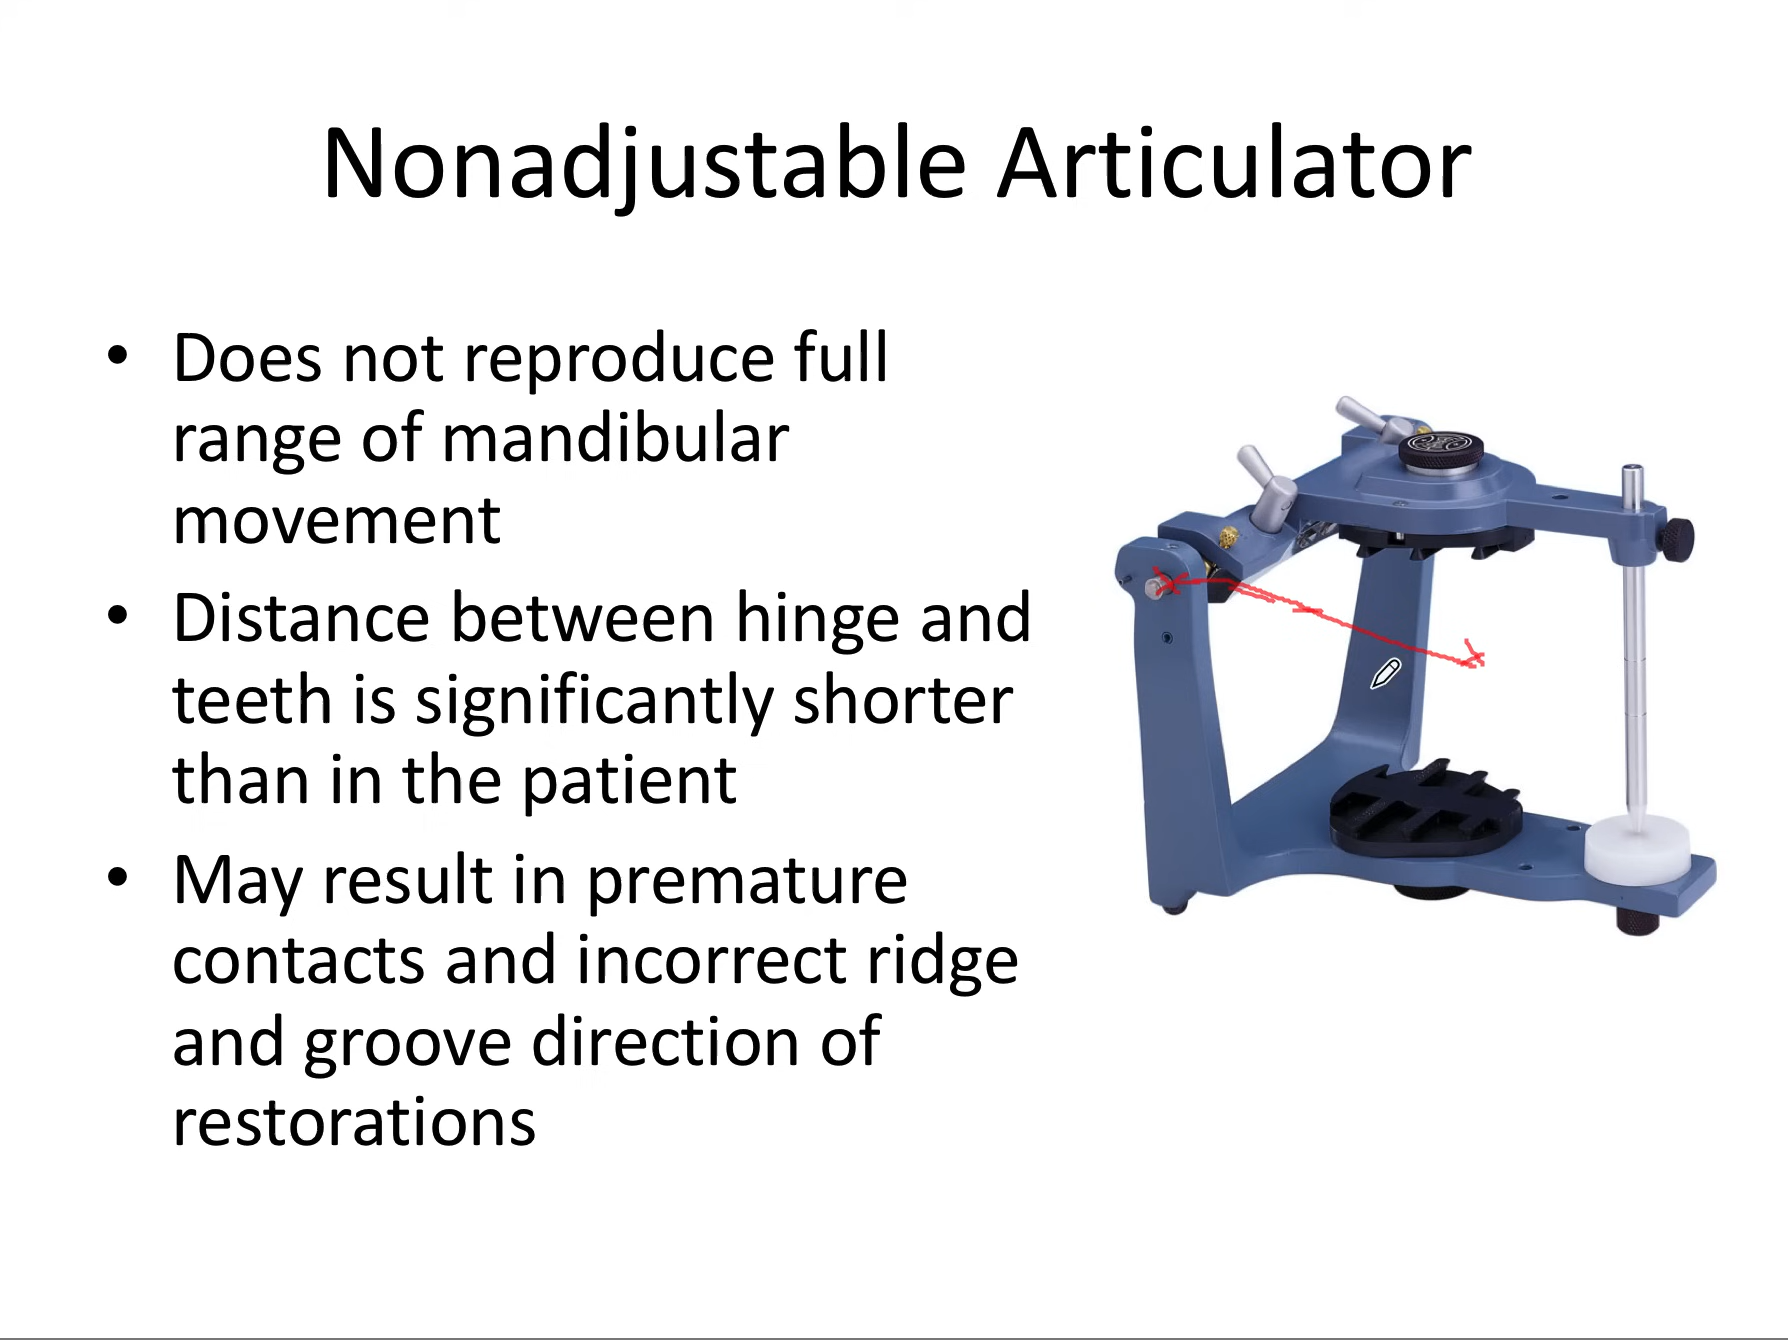 Nonadjustable Articulator
• Does not reproduce full
range of mandibular
movement
• Distance between hinge and
teeth is significantly shorter
than in the patient
• May result in premature
contacts and incorrect ridge
and groove direction of
restorations